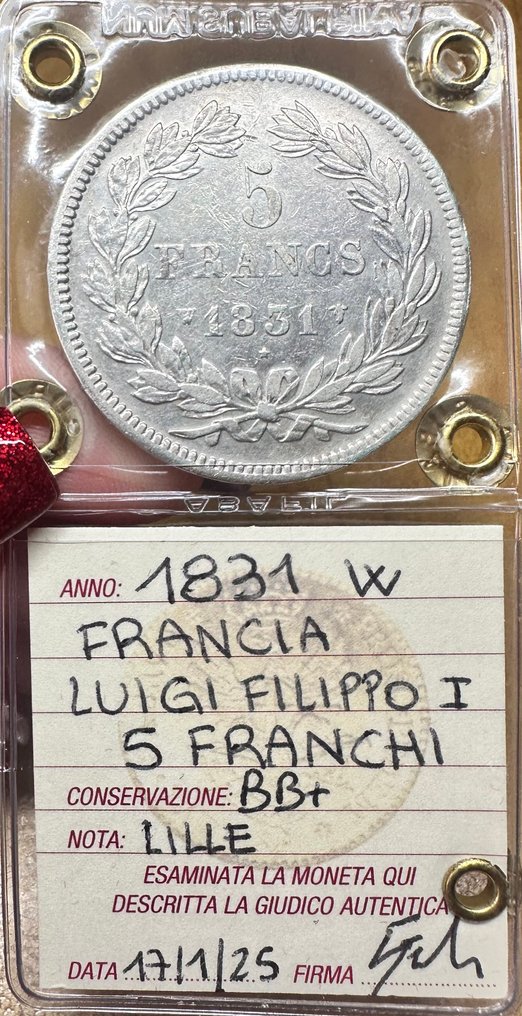 5
FRANCS
1831
ANNO: 1831 W
FRANCIA
LUIGI FILIPPO I
5 FRANCHI
CONSERVAZIONE: BB+
NOTA: LILLE
ESAMINATA LA MONETA QUI
DESCRITTA LA GIUDICO AUTENTICA
DATA 17/1/25 FIRMA